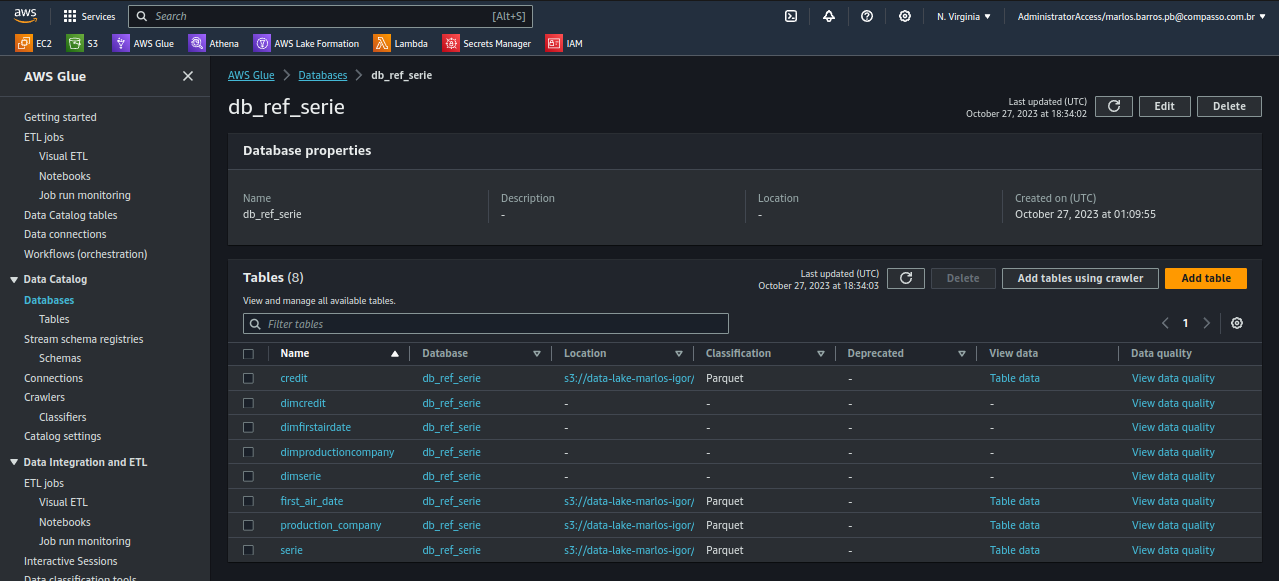 aws Services Search [Alt+S] N. Virginia AdministratorAccess/marlos.barros.pb@compasso.com.br
EC2 S3 AWS Glue Athena AWS Lake Formation Lambda Secrets Manager IAM
AWS Glue
Getting started
ETL jobs
Visual ETL
Notebooks
Job run monitoring
Data Catalog tables
Data connections
Workflows (orchestration)
Data Catalog
Databases
Tables
Stream schema registries
Schemas
Connections
Crawlers
Classifiers
Catalog settings
Data Integration and ETL
ETL jobs
Visual ETL
Notebooks
Job run monitoring
Interactive Sessions
Data classification tools
AWS Glue Databases db_ref_serie
db_ref_serie
Last updated (UTC)
October 27, 2023 at 18:34:02
Edit Delete
Database properties
Name Description Location Created on (UTC)
db_ref_serie - - October 27, 2023 at 01:09:55
Tables (8)
Last updated (UTC)
October 27, 2023 at 18:34:03
Delete Add tables using crawler Add table
View and manage all available tables.
Filter tables
1
Name Database Location Classification Deprecated View data Data quality
credit db_ref_serie s3://data-lake-marlos-igor/ Parquet - Table data View data quality
dimcredit db_ref_serie - - - - View data quality
dimfirstairdate db_ref_serie - - - - View data quality
dimproductioncompany db_ref_serie - - - - View data quality
dimserie db_ref_serie - - - - View data quality
first_air_date db_ref_serie s3://data-lake-marlos-igor/ Parquet - Table data View data quality
production_company db_ref_serie s3://data-lake-marlos-igor/ Parquet - Table data View data quality
serie db_ref_serie s3://data-lake-marlos-igor/ Parquet - Table data View data quality